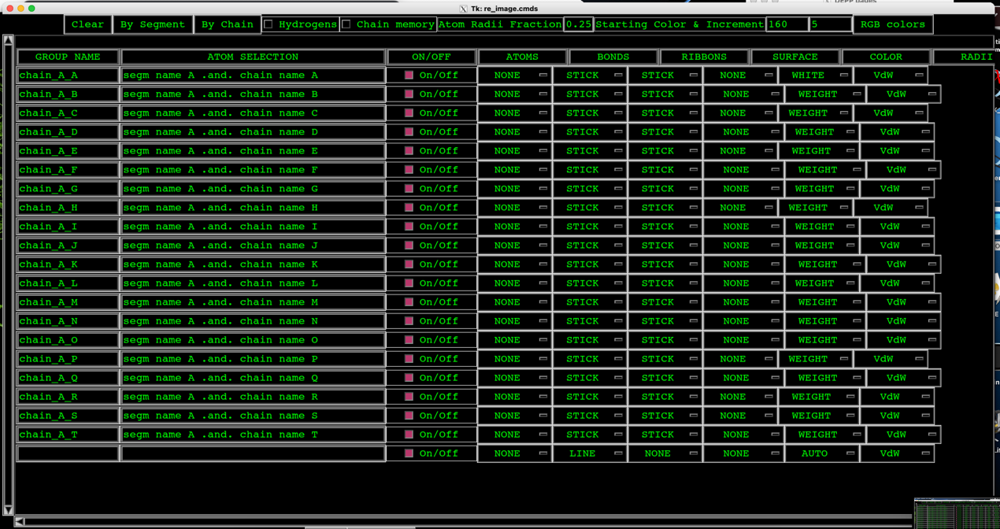 DEPP pages
Tk: re_image.cmds
Clear By Segment By Chain Hydrogens Chain memory Atom Radii Fraction 0.25 Starting Color & Increment 160 5 RGB colors
GROUP NAME ATOM SELECTION ON/OFF ATOMS BONDS RIBBONS SURFACE COLOR RADII
chain_A_A segm name A .and. chain name A On/Off NONE STICK STICK NONE WHITE VdW
chain_A_B segm name A .and. chain name B On/Off NONE STICK STICK NONE WEIGHT VdW
chain_A_C segm name A .and. chain name C On/Off NONE STICK STICK NONE WEIGHT VdW
chain_A_D segm name A .and. chain name D On/Off NONE STICK STICK NONE WEIGHT VdW
chain_A_E segm name A .and. chain name E On/Off NONE STICK STICK NONE WEIGHT VdW
chain_A_F segm name A .and. chain name F On/Off NONE STICK STICK NONE WEIGHT VdW
chain_A_G segm name A .and. chain name G On/Off NONE STICK STICK NONE WEIGHT VdW
chain_A_H segm name A .and. chain name H On/Off NONE STICK STICK NONE WEIGHT VdW
chain_A_I segm name A .and. chain name I On/Off NONE STICK STICK NONE WEIGHT VdW
chain_A_J segm name A .and. chain name J On/Off NONE STICK STICK NONE WEIGHT VdW
chain_A_K segm name A .and. chain name K On/Off NONE STICK STICK NONE WEIGHT VdW
chain_A_L segm name A .and. chain name L On/Off NONE STICK STICK NONE WEIGHT VdW
chain_A_M segm name A .and. chain name M On/Off NONE STICK STICK NONE WEIGHT VdW
chain_A_N segm name A .and. chain name N On/Off NONE STICK STICK NONE WEIGHT VdW
chain_A_O segm name A .and. chain name O On/Off NONE STICK STICK NONE WEIGHT VdW
chain_A_P segm name A .and. chain name P On/Off NONE STICK STICK NONE WEIGHT VdW
chain_A_Q segm name A .and. chain name Q On/Off NONE STICK STICK NONE WEIGHT VdW
chain_A_R segm name A .and. chain name R On/Off NONE STICK STICK NONE WEIGHT VdW
chain_A_S segm name A .and. chain name S On/Off NONE STICK STICK NONE WEIGHT VdW
chain_A_T segm name A .and. chain name T On/Off NONE STICK STICK NONE WEIGHT VdW
On/Off NONE LINE NONE NONE AUTO VdW